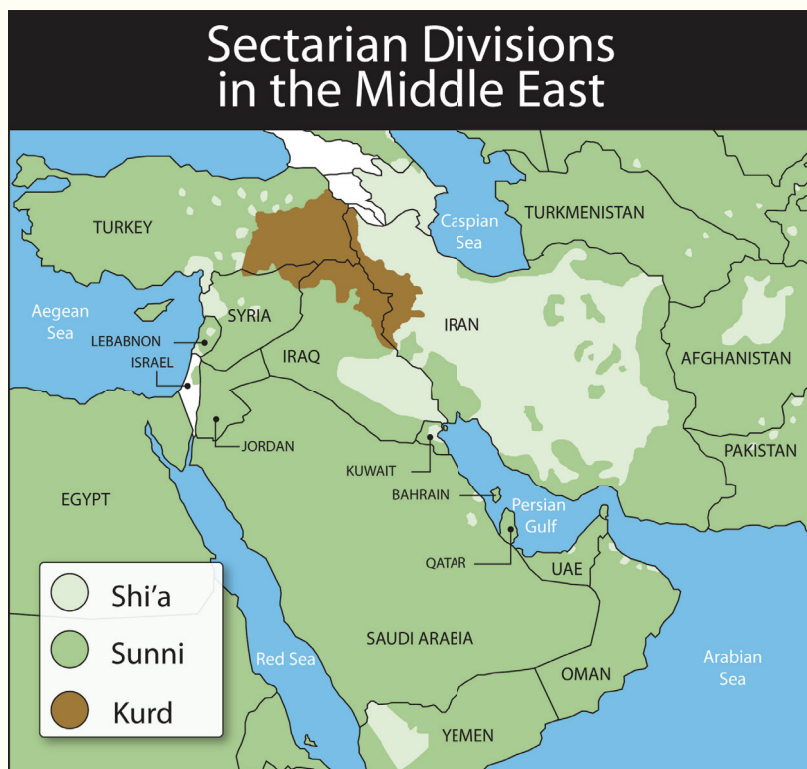 Sectarian Divisions
in the Middle East
TURKEY
Caspian
Sea
TURKMENISTAN
Aegean
Sea
SYRIA
IRAN
LEBABNON
ISRAEL
IRAQ
AFGHANISTAN
JORDAN
KUWAIT
PAKISTAN
BAHRAIN
EGYPT
Persian
Gulf
QATAR
UAE
Shi'a
Sunni
Kurd
SAUDI ARAEIA
Red Sea
OMAN
Arabian
Sea
YEMEN